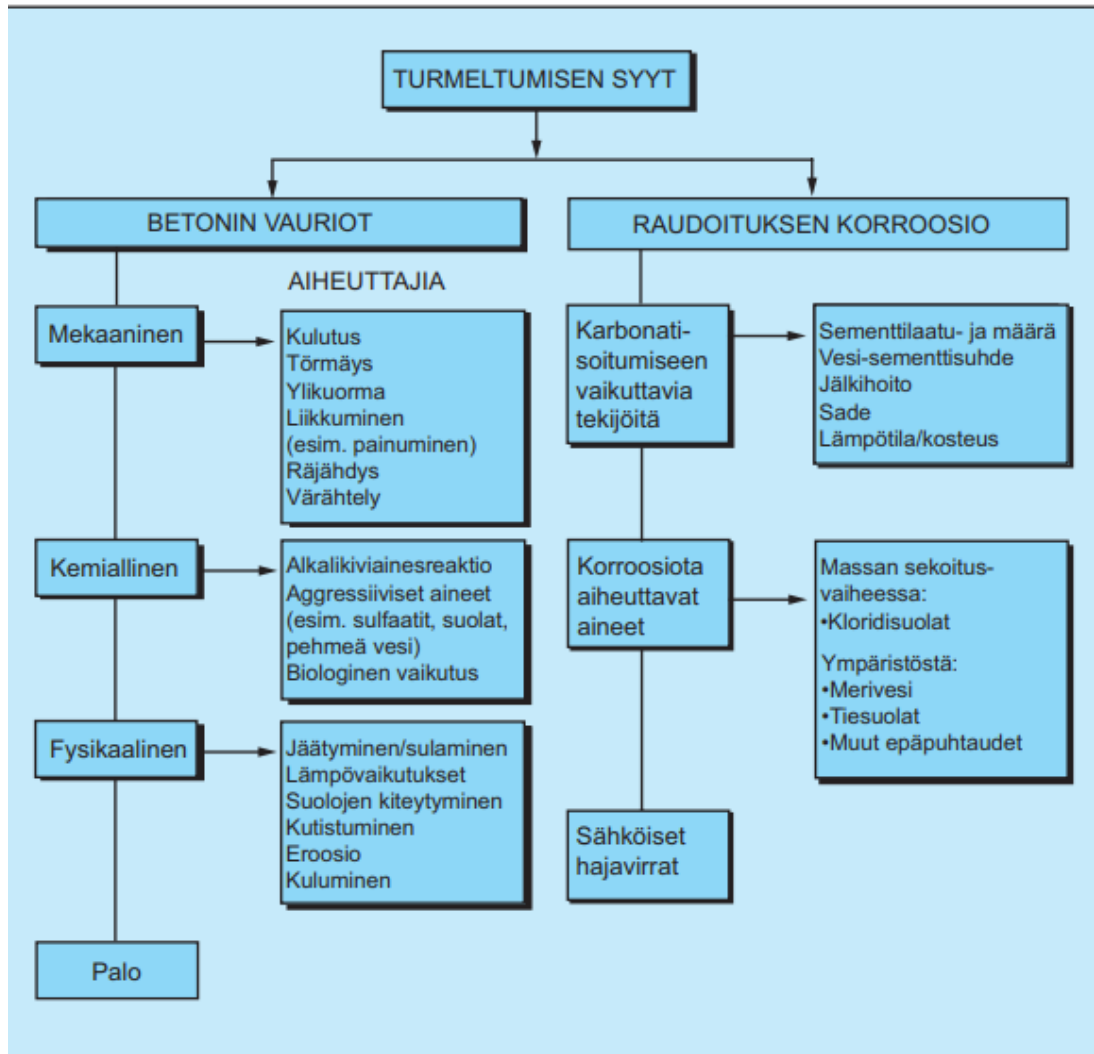 TURMELTUMISEN SYYT
BETONIN VAURIOT
AIHEUTTAJIA
Mekaaninen
Kulutus
Törmäys
Ylikuorma
Liikkuminen
(esim. painuminen)
Räjähdys
Värähtely
Kemiallinen
Alkalikiviainesreaktio
Aggressiiviset aineet
(esim. sulfaatit, suolat,
pehmeä vesi)
Biologinen vaikutus
Fysikaalinen
Jäätyminen/sulaminen
Lämpövaikutukset
Suolojen kiteytyminen
Kutistuminen
Eroosio
Kuluminen
Palo
RAUDOITUKSEN KORROOSIO
Karbonati-
soitumiseen
vaikuttavia
tekijöitä
Sementtilaatu- ja määrä
Vesi-sementtisuhde
Jälkihoito
Sade
Lämpötila/kosteus
Korroosiota
aiheuttavat
aineet
Massan sekoitus-
vaiheessa:
•Kloridisuolat
Ympäristöstä:
•Merivesi
•Tiesuolat
•Muut epäpuhtaudet
Sähköiset
hajavirrat